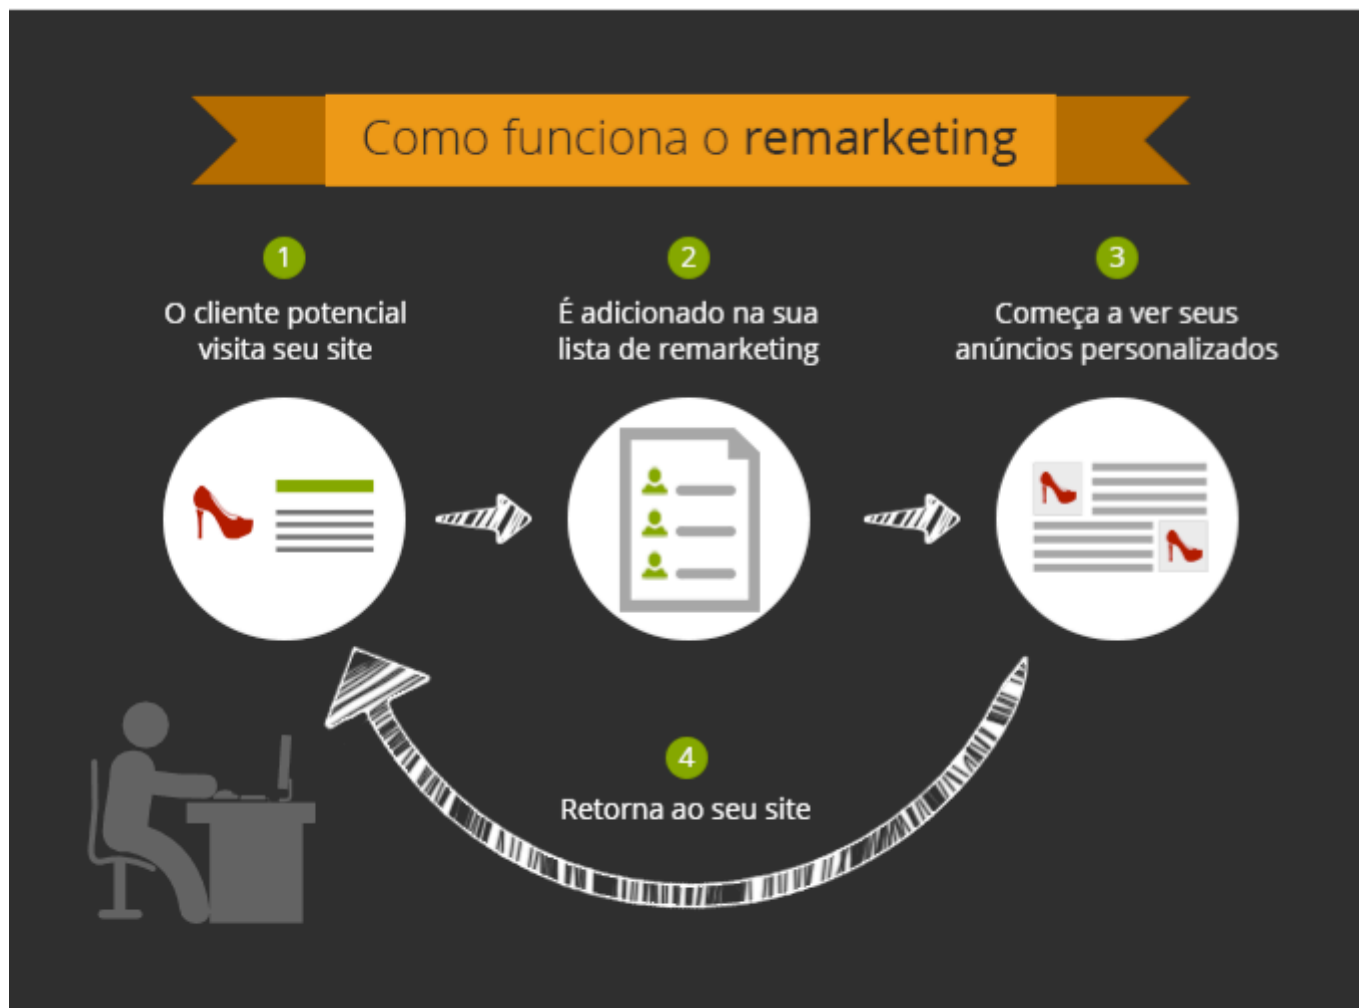 Como funciona o remarketing
1
O cliente potencial
visita seu site
2
É adicionado na sua
lista de remarketing
3
Começa a ver seus
anúncios personalizados
4
Retorna ao seu site